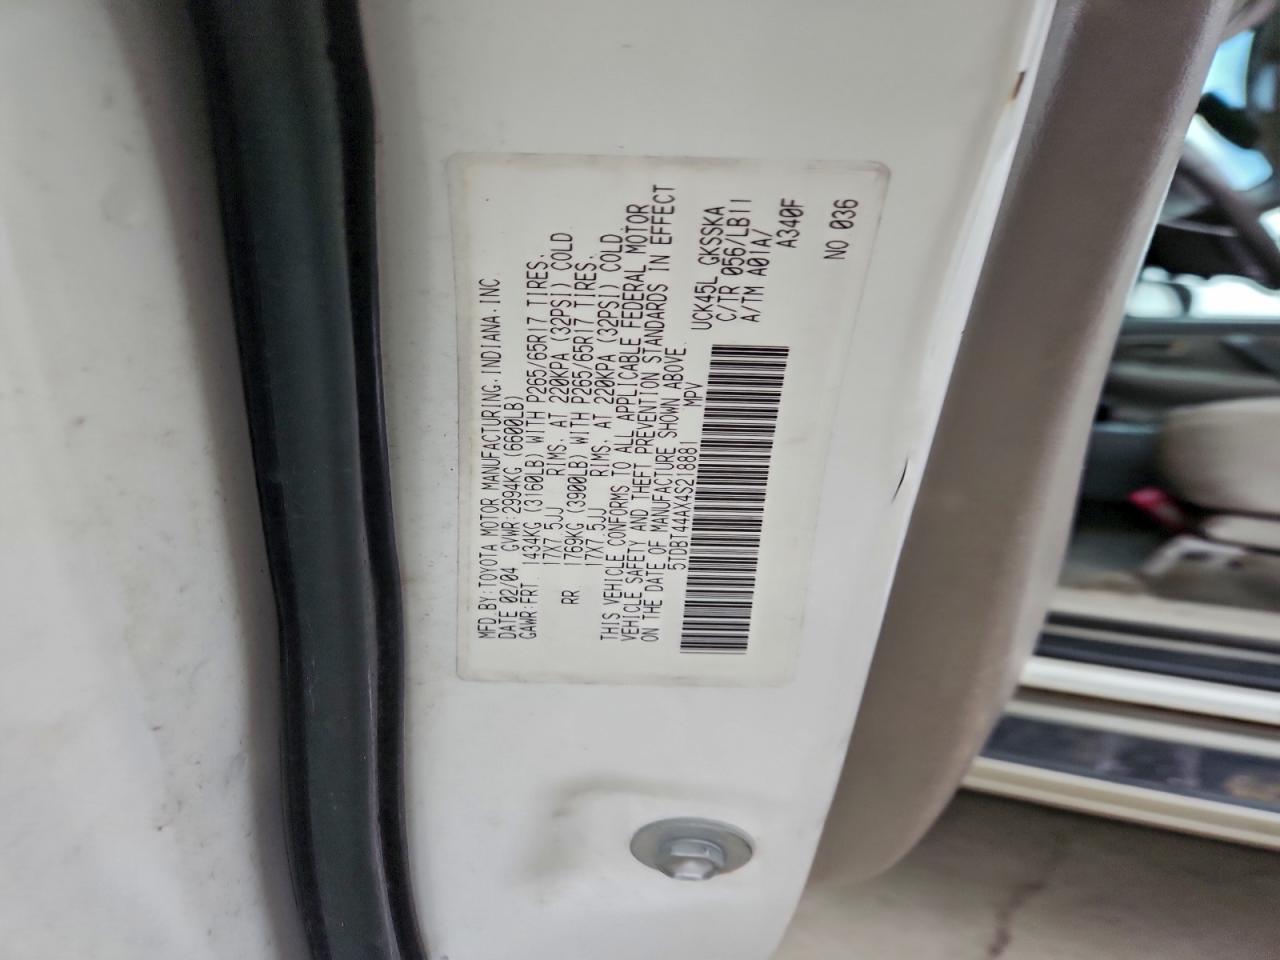 MFD.BY:TOYOTA MOTOR MANUFACTURING.INDIANA.INC
DATE 02/04 GVWR:2994KG (6600LB)
GAWR:FRT. 1434KG (3160LB) WITH P265/65R17 TIRES.
17X7.5JJ RIMS. AT 220KPA (32PSI) COLD.
RR 1769KG (3900LB) WITH P265/65R17 TIRES.
17X7.5JJ RIMS. AT 220KPA (32PSI) COLD.
THIS VEHICLE CONFORMS TO ALL APPLICABLE FEDERAL MOTOR
VEHICLE SAFETY AND THEFT PREVENTION STANDARDS IN EFFECT
ON THE DATE OF MANUFACTURE SHOWN ABOVE.
5TDBT44AX4S218881 MPV
UCK45L GKSSKA
C/TR 056/LB11
A/TM A01A/
A340F
NO 036